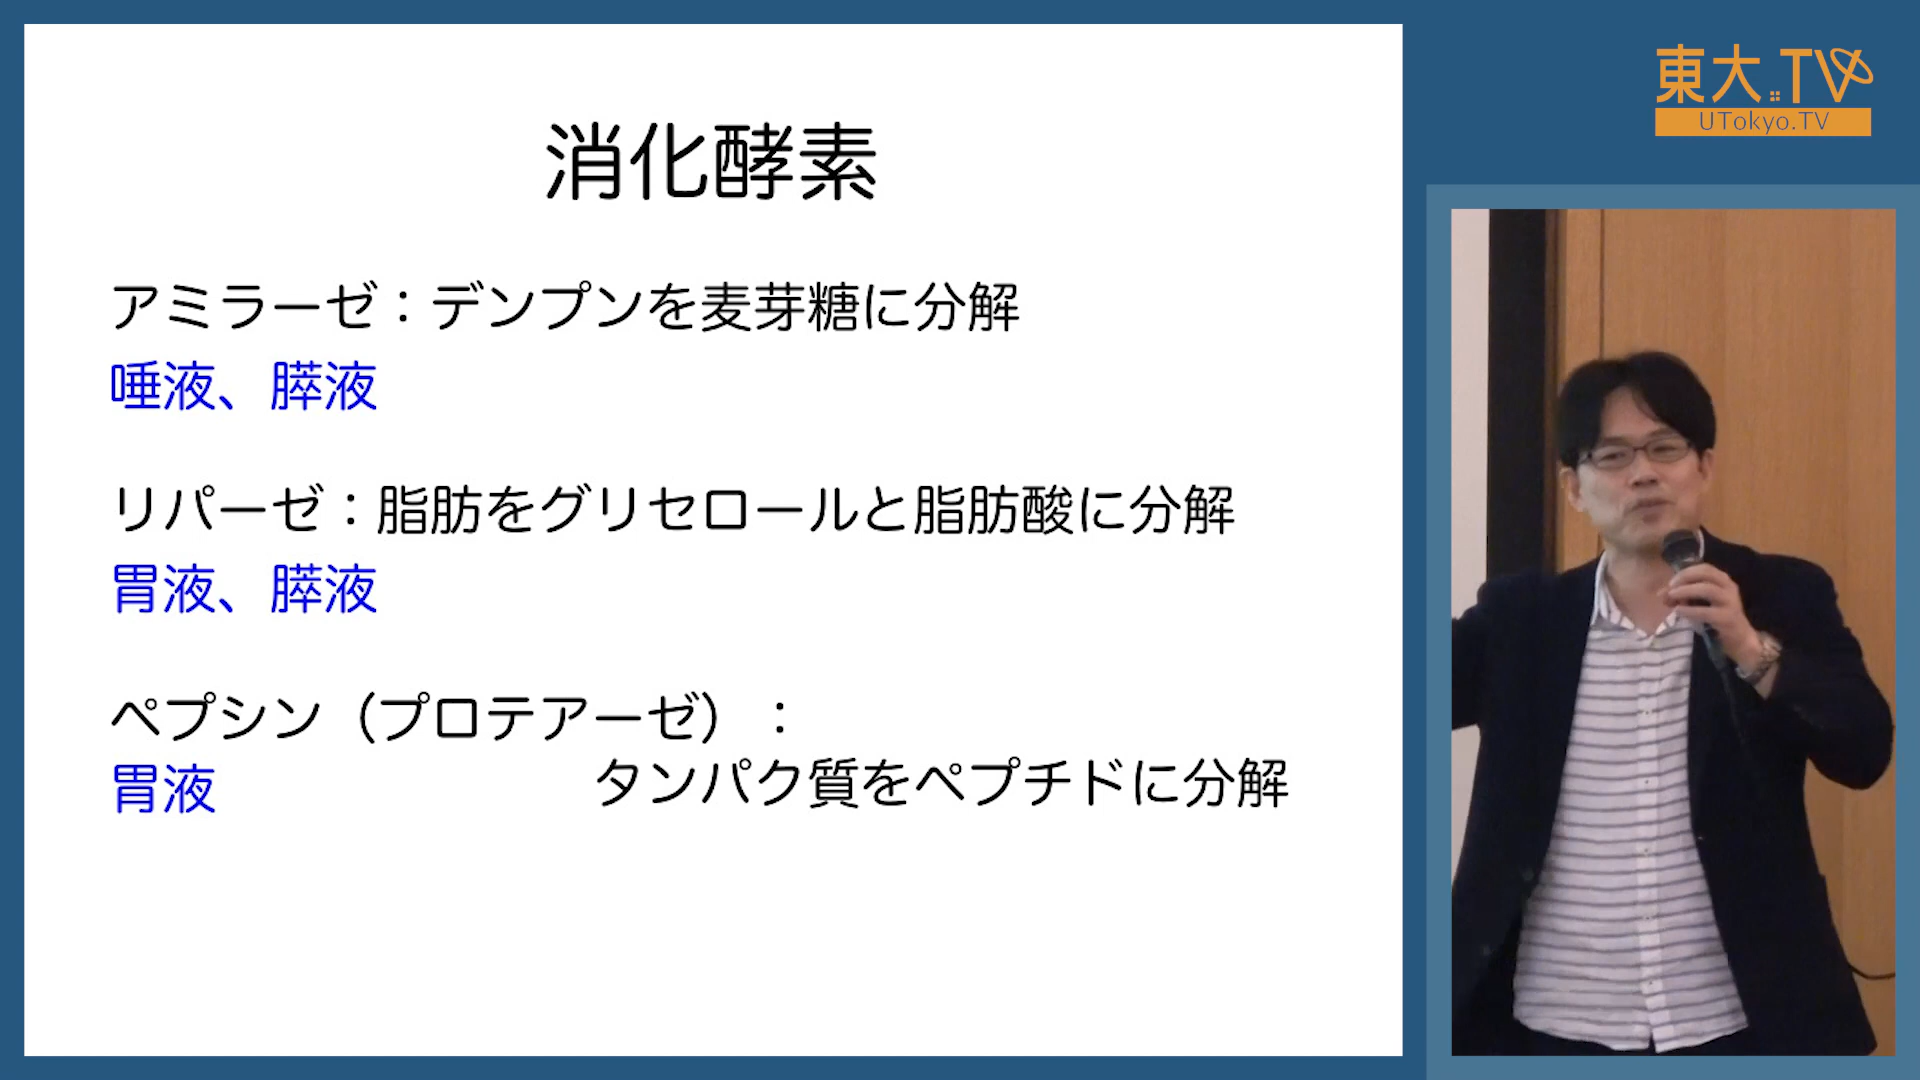 消化酵素
アミラーゼ：デンプンを麦芽糖に分解
唾液、膵液
リパーゼ：脂肪をグリセロールと脂肪酸に分解
胃液、膵液
ペプシン（プロテアーゼ）：
胃液 タンパク質をペプチドに分解
東大TV
UTokyo.TV